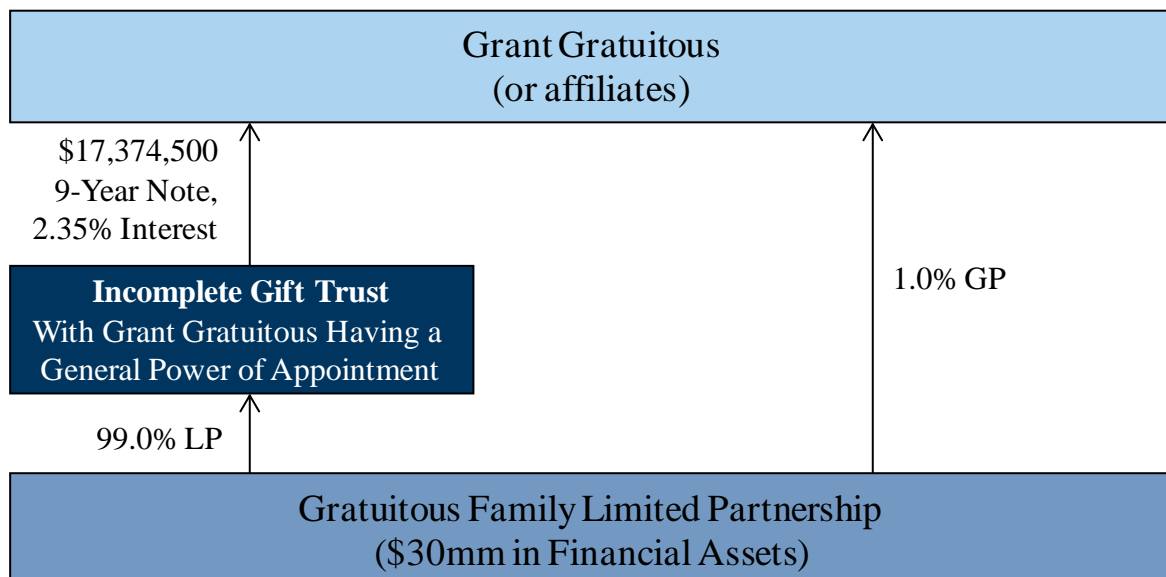 Grant Gratuitous
(or affiliates)
$17,374,500
9-Year Note,
2.35% Interest
1.0% GP
Incomplete Gift Trust
With Grant Gratuitous Having a
General Power of Appointment
99.0% LP
Gratuitous Family Limited Partnership
($30mm in Financial Assets)